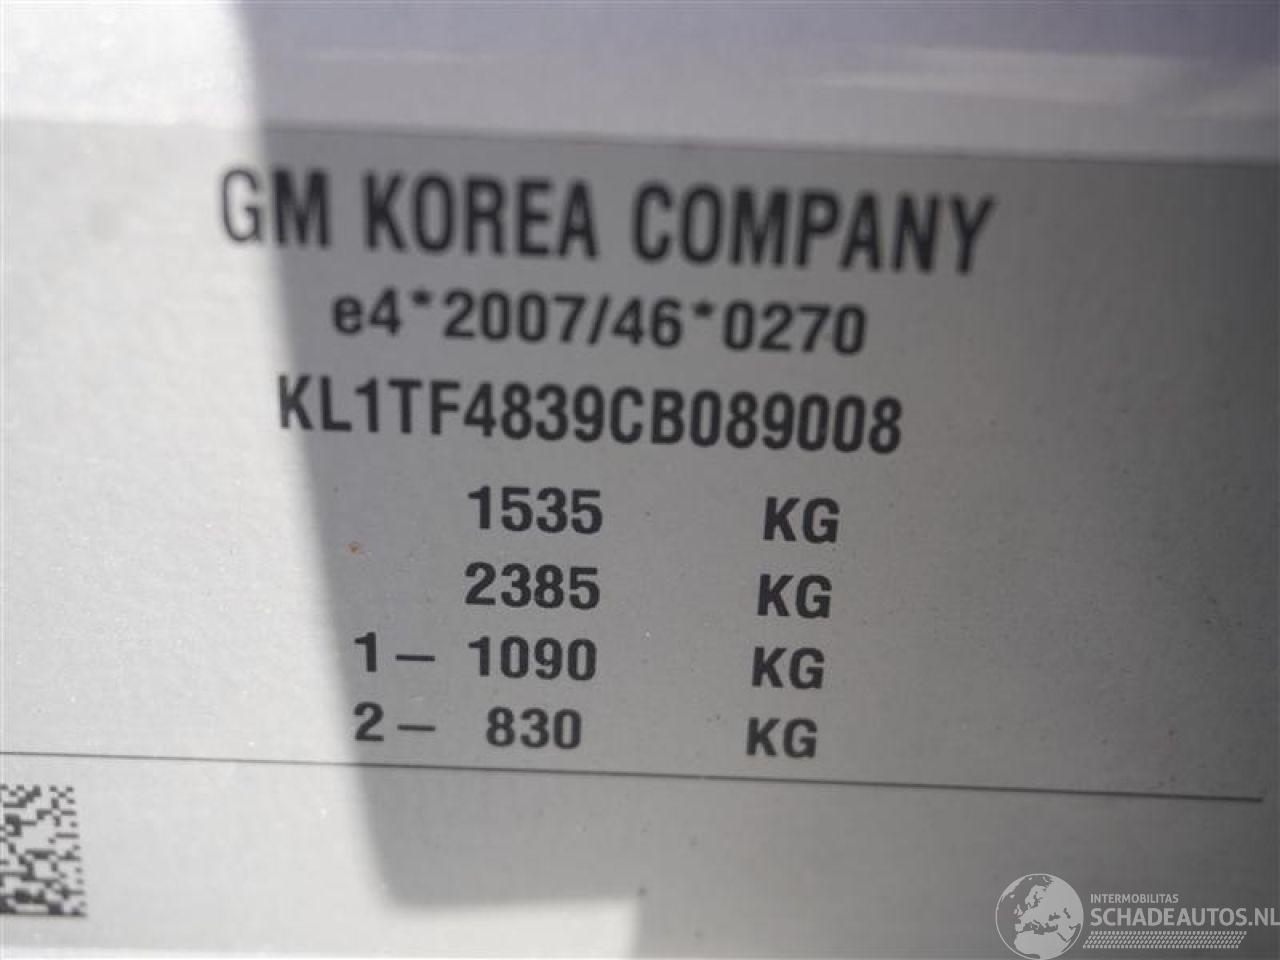 GM KOREA COMPANY
e4*2007/46*0270
KL1TF4839CB089008
1535 KG
2385 KG
1– 1090 KG
2– 830 KG
INTERMOBILITAS
SCHADEAUTOS.NL